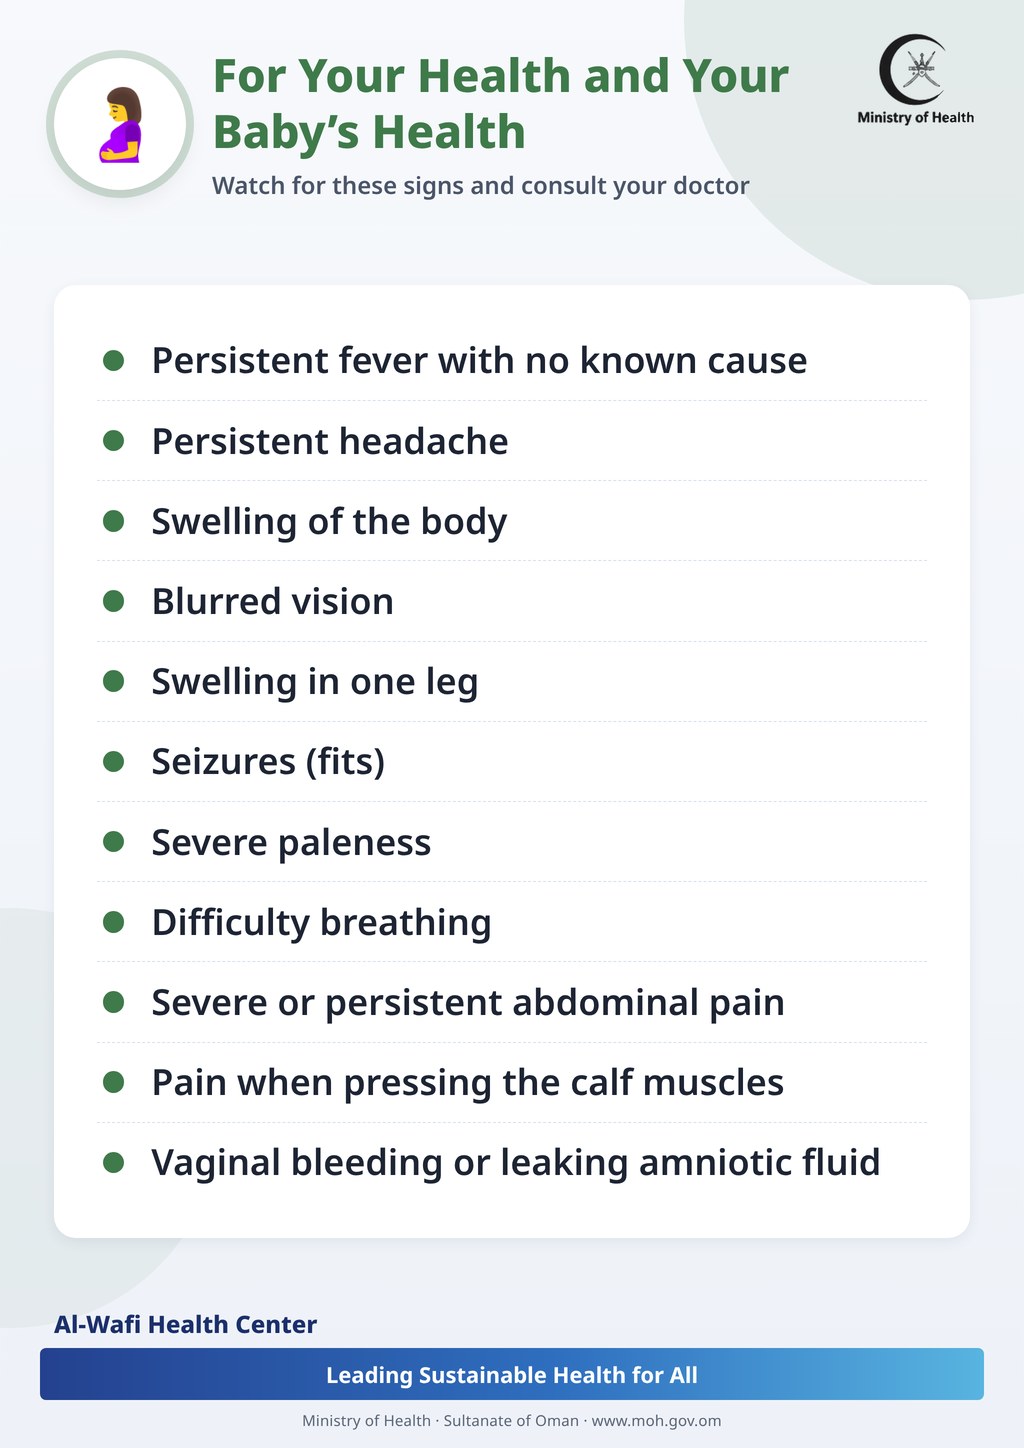 For Your Health and Your
Baby’s Health
Watch for these signs and consult your doctor
Ministry of Health
Persistent fever with no known cause
Persistent headache
Swelling of the body
Blurred vision
Swelling in one leg
Seizures (fits)
Severe paleness
Difficulty breathing
Severe or persistent abdominal pain
Pain when pressing the calf muscles
Vaginal bleeding or leaking amniotic fluid
Al-Wafi Health Center
Leading Sustainable Health for All
Ministry of Health · Sultanate of Oman · www.moh.gov.om